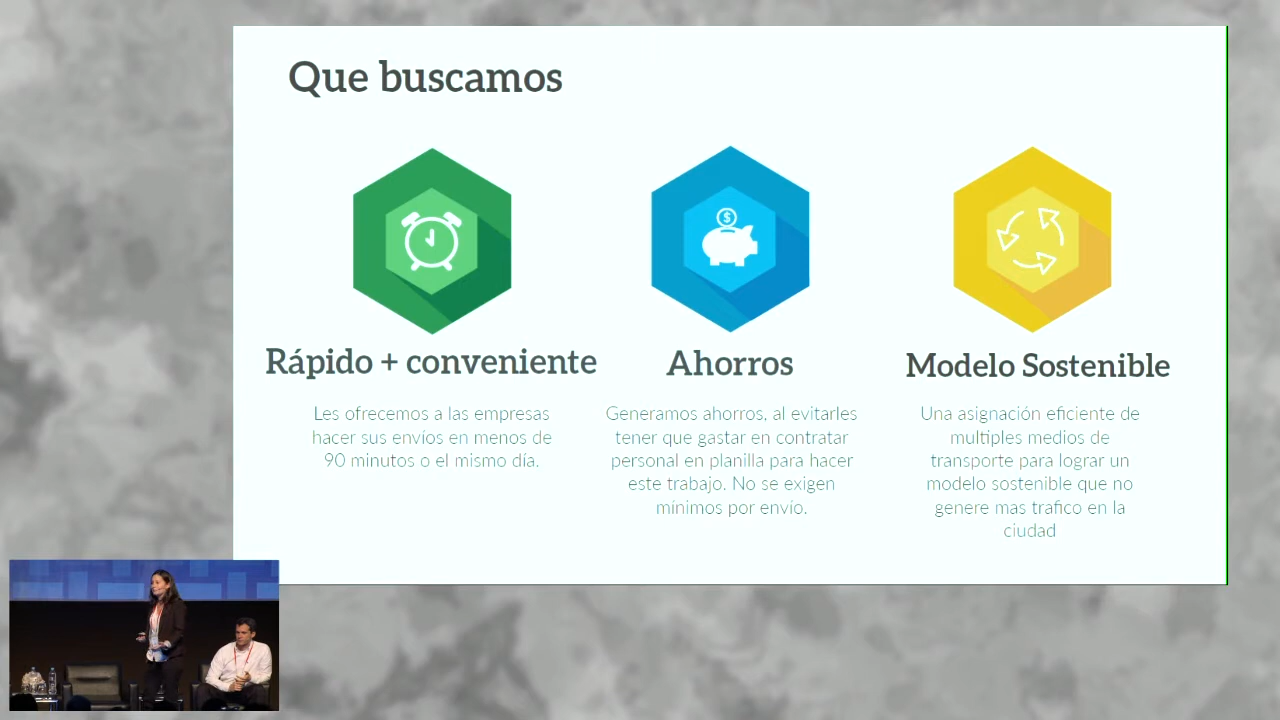 Que buscamos
$
Rápido + conveniente
Les ofrecemos a las empresas
hacer sus envíos en menos de
90 minutos o el mismo día.
Ahorros
Generamos ahorros, al evitarles
tener que gastar en contratar
personal en planilla para hacer
este trabajo. No se exigen
mínimos por envío.
Modelo Sostenible
Una asignación eficiente de
multiples medios de
transporte para lograr un
modelo sostenible que no
genere mas trafico en la
ciudad